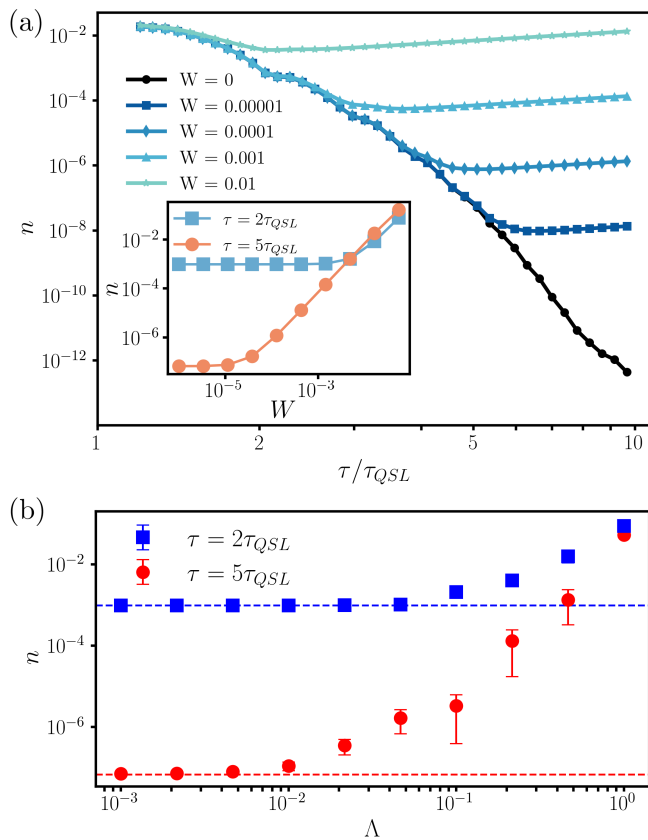 (a)
10⁻²
10⁻⁴
10⁻⁶
10⁻⁸
10⁻¹⁰
10⁻¹²
n
W = 0
W = 0.00001
W = 0.0001
W = 0.001
W = 0.01
τ = 2τ_QSL
τ = 5τ_QSL
10⁻²
10⁻⁴
10⁻⁶
n
10⁻⁵
10⁻³
W
1
2
5
10
τ/τ_QSL
(b)
τ = 2τ_QSL
τ = 5τ_QSL
10⁻²
10⁻⁴
10⁻⁶
n
10⁻³
10⁻²
10⁻¹
10⁰
Λ